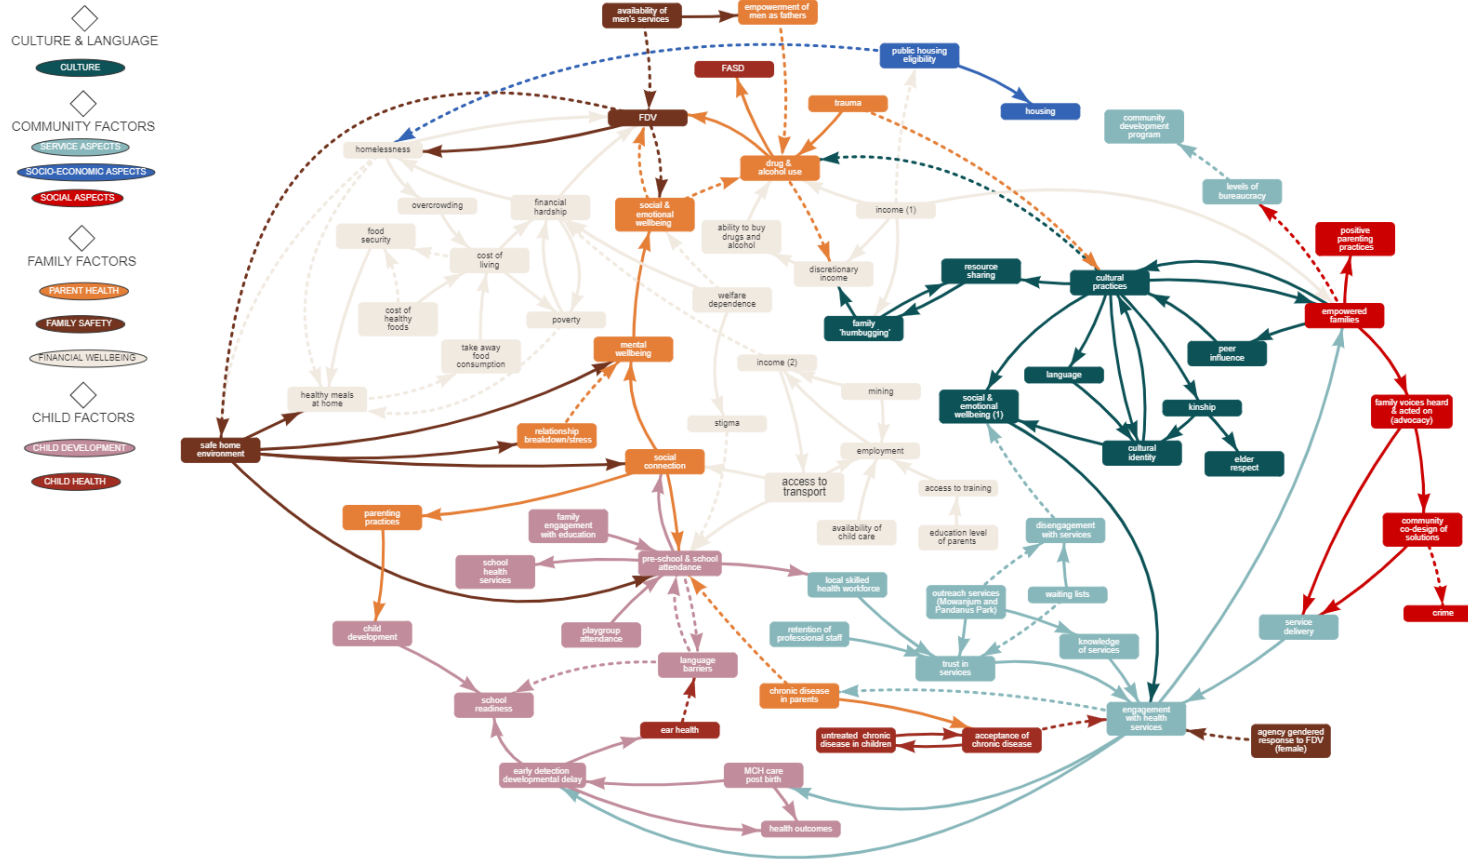 CULTURE & LANGUAGE
CULTURE
COMMUNITY FACTORS
SERVICE ASPECTS
SOCIO-ECONOMIC ASPECTS
SOCIAL ASPECTS
FAMILY FACTORS
PARENT HEALTH
FAMILY SAFETY
FINANCIAL WELLBEING
CHILD FACTORS
CHILD DEVELOPMENT
CHILD HEALTH
availability of
men's services
empowerment of
men as fathers
public housing
eligibility
FASD
housing
trauma
FDV
community
development
program
homelessness
drug &
alcohol use
levels of
bureaucracy
overcrowding
financial
hardship
social &
emotional
wellbeing
income (1)
food
security
ability to buy
drugs and
alcohol
positive
parenting
practices
cost of
living
discretionary
income
resource
sharing
cultural
practices
welfare
dependence
cost of
healthy
foods
poverty
family
'humbugging'
empowered
families
take away
food
consumption
mental
wellbeing
peer
influence
income (2)
language
mining
healthy meals
at home
social &
emotional
wellbeing (1)
kinship
family voices heard
& acted on
(advocacy)
stigma
relationship
breakdown/stress
safe home
environment
employment
cultural
identity
elder
respect
social
connection
access to
transport
access to training
parenting
practices
family
engagement
with education
availability of
child care
education level
of parents
disengagement
with services
community
co-design of
solutions
school
health
services
pre-school & school
attendance
local skilled
health workforce
outreach services
(Mowanjum and
Pandanus Park)
waiting lists
crime
child
development
playgroup
attendance
retention of
professional staff
knowledge
of services
service
delivery
language
barriers
trust in
services
school
readiness
chronic disease
in parents
engagement
with health
services
ear health
untreated chronic
disease in children
acceptance of
chronic disease
agency gendered
response to FDV
(female)
early detection
developmental delay
MCH care
post birth
health outcomes